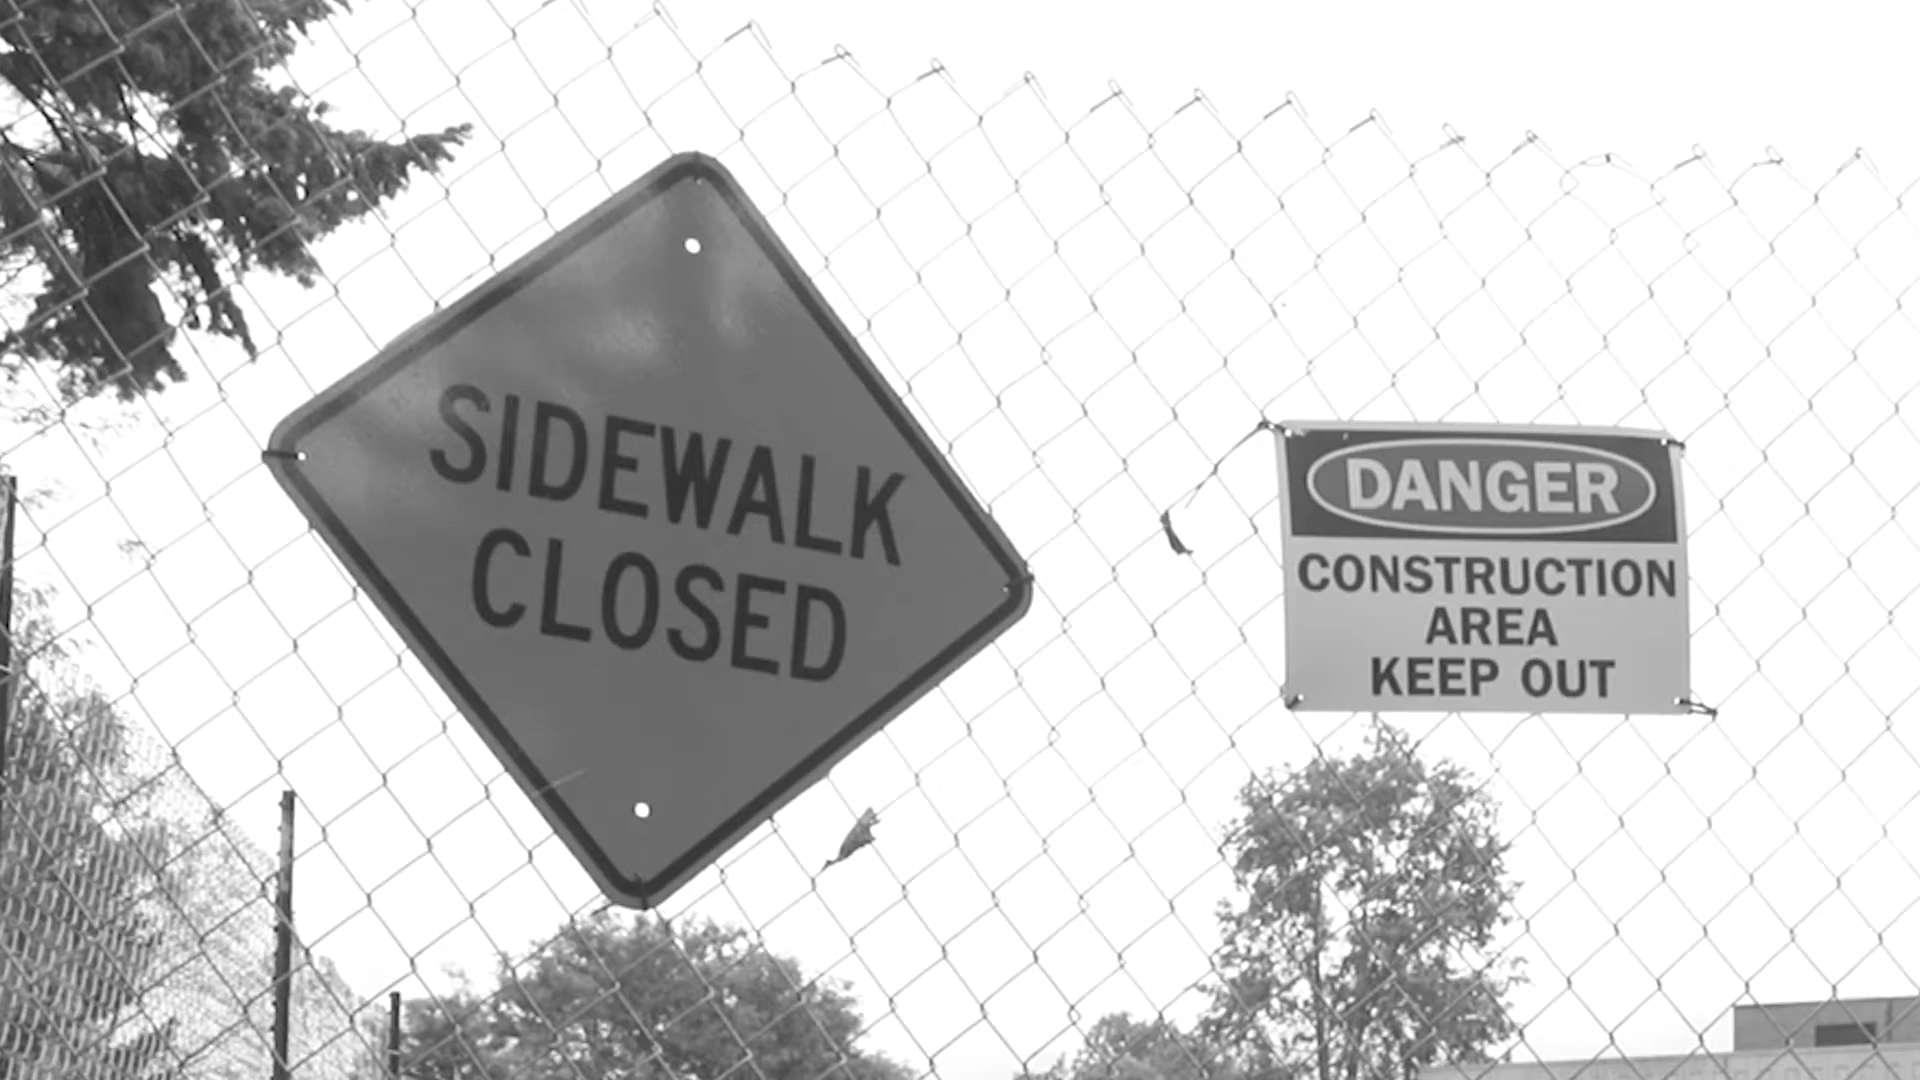 SIDEWALK
CLOSED
DANGER
CONSTRUCTION
AREA
KEEP OUT